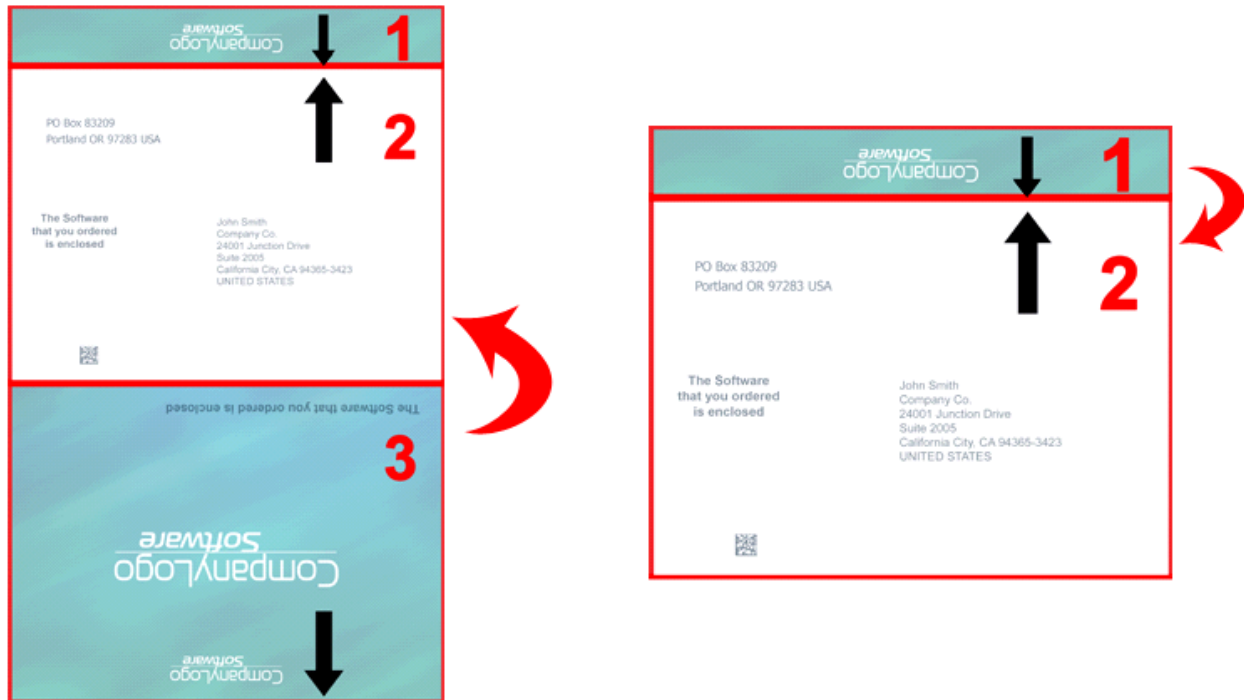 CompanyLogo
Software
1
PO Box 83209
Portland OR 97283 USA
2
The Software
that you ordered
is enclosed
John Smith
Company Co.
24001 Junction Drive
Suite 2005
California City, CA 94365-3423
UNITED STATES
The Software that you ordered is enclosed
3
CompanyLogo
Software
CompanyLogo
Software
CompanyLogo
Software
1
PO Box 83209
Portland OR 97283 USA
2
The Software
that you ordered
is enclosed
John Smith
Company Co.
24001 Junction Drive
Suite 2005
California City, CA 94365-3423
UNITED STATES